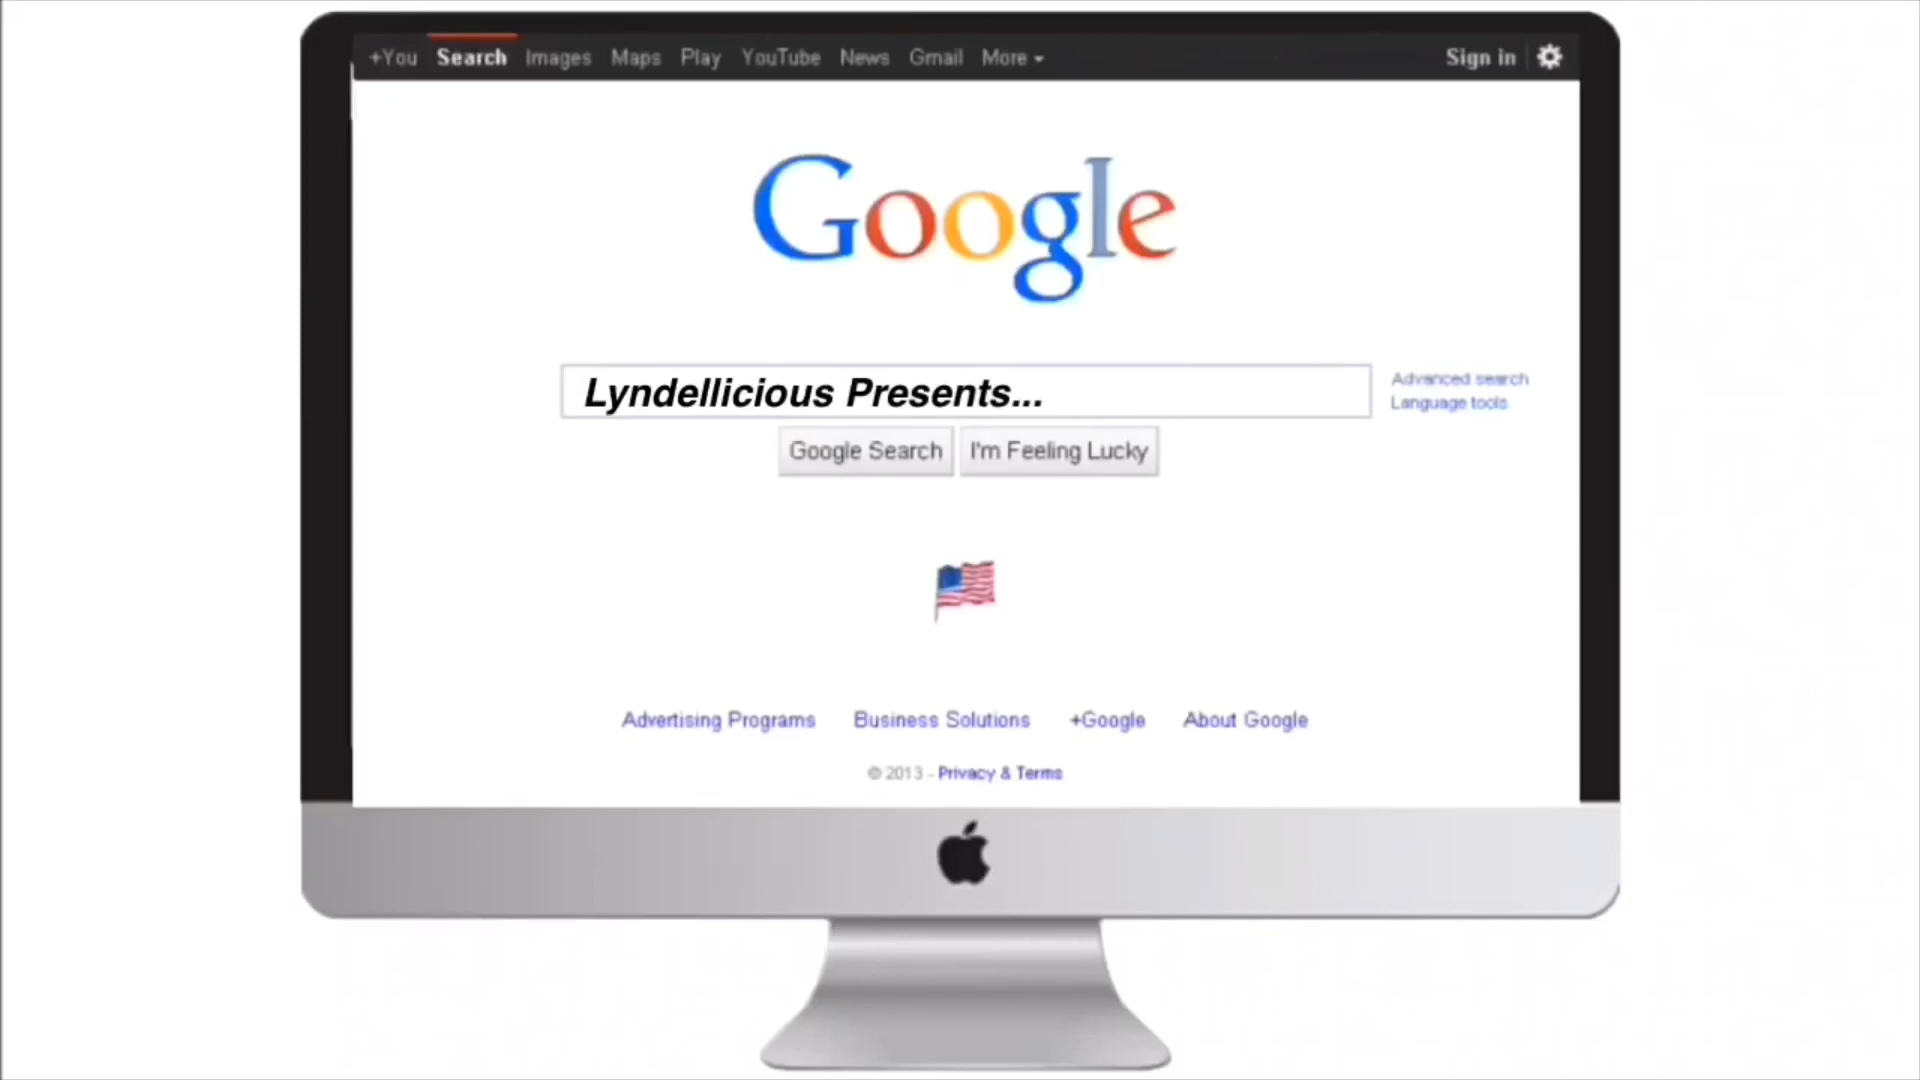 +You Search Images Maps Play YouTube News Gmail More Sign in
Google
Lyndellicious Presents...
Advanced search
Language tools
Google Search I'm Feeling Lucky
Advertising Programs Business Solutions +Google About Google
© 2013 - Privacy & Terms